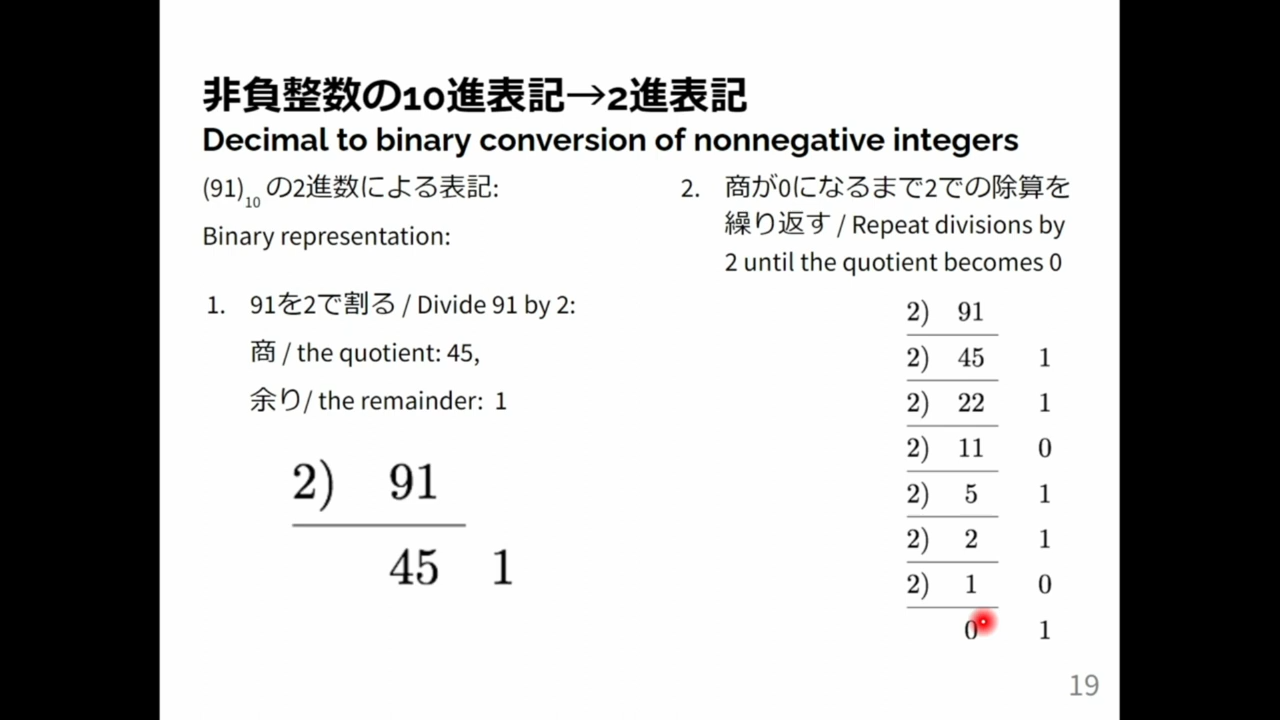 非負整数の10進表記→2進表記
Decimal to binary conversion of nonnegative integers
(91)10 の2進数による表記:
Binary representation:
1. 91を2で割る / Divide 91 by 2:
商 / the quotient: 45,
余り/ the remainder: 1
2) 91
45 1
2. 商が0になるまで2での除算を
繰り返す / Repeat divisions by
2 until the quotient becomes 0
2) 91
2) 45 1
2) 22 1
2) 11 0
2) 5 1
2) 2 1
2) 1 0
0 1
19